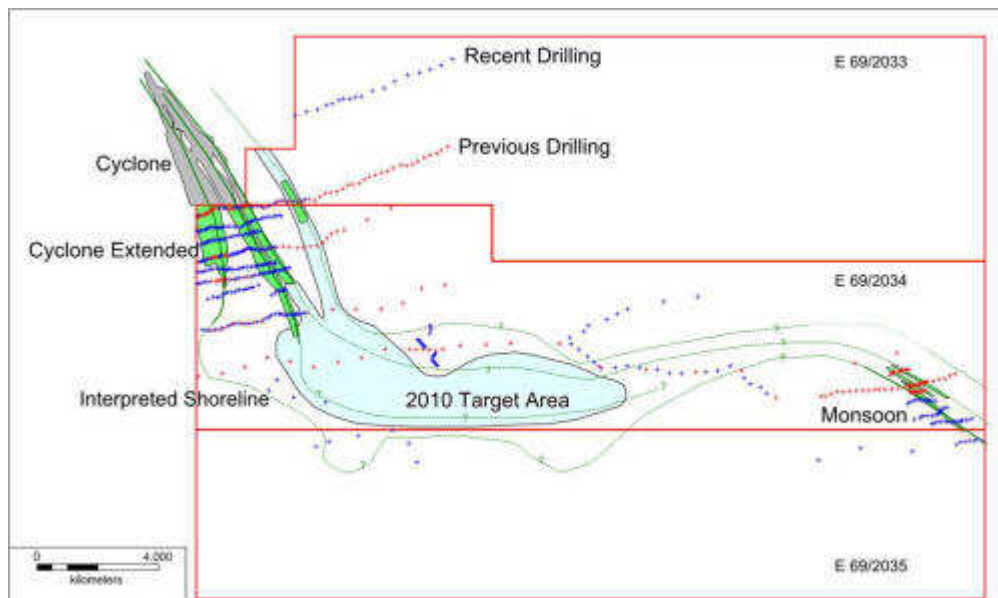 Recent Drilling
E 69/2033
Previous Drilling
Cyclone
Cyclone Extended
E 69/2034
Interpreted Shoreline
2010 Target Area
Monsoon
0 4.000
kilometers
E 69/2035